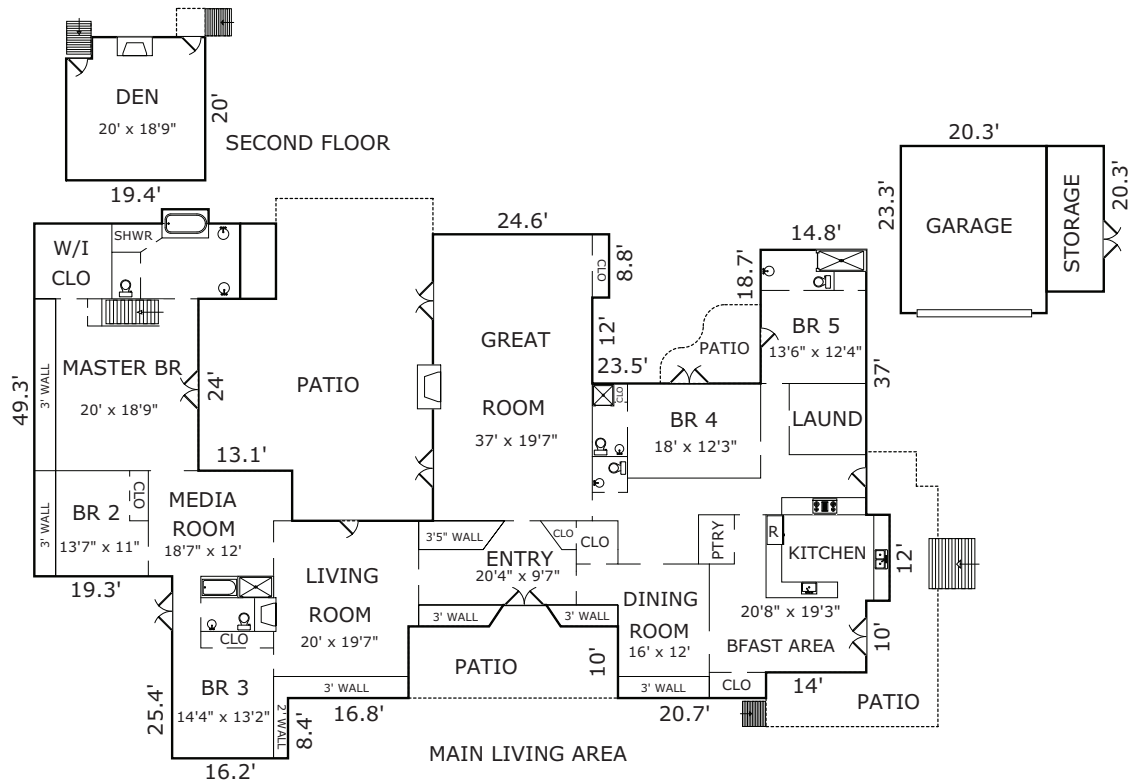 DEN
20' x 18'9"
20'
SECOND FLOOR
19.4'
20.3'
23.3'
GARAGE
STORAGE
20.3'
W/I
CLO
SHWR
24.6'
CLO
8.8'
14.8'
18.7'
GREAT
ROOM
37' x 19'7"
12'
23.5'
PATIO
BR 5
13'6" x 12'4"
37'
49.3'
3' WALL
MASTER BR
20' x 18'9"
24'
PATIO
13.1'
CLO
BR 4
18' x 12'3"
LAUND
3' WALL
BR 2
13'7" x 11"
CLO
MEDIA
ROOM
18'7" x 12'
19.3'
3'5" WALL
CLO
CLO
ENTRY
20'4" x 9'7"
PTRY
R
KITCHEN
12'
20'8" x 19'3"
BFAST AREA
10'
LIVING
ROOM
20' x 19'7"
3' WALL
3' WALL
DINING
ROOM
16' x 12'
CLO
BR 3
14'4" x 13'2"
25.4'
2' WALL
8.4'
16.2'
3' WALL
16.8'
PATIO
10'
3' WALL
CLO
20.7'
14'
PATIO
MAIN LIVING AREA